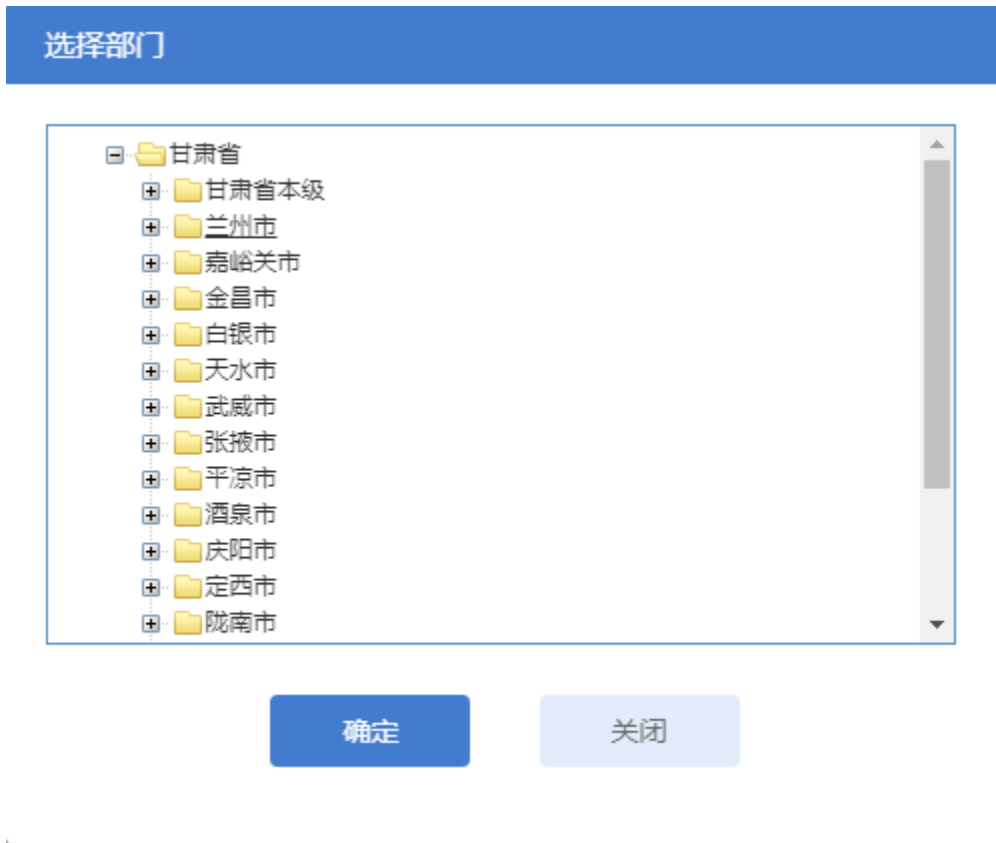 选择部门
甘肃省
甘肃省本级
兰州市
嘉峪关市
金昌市
白银市
天水市
武威市
张掖市
平凉市
酒泉市
庆阳市
定西市
陇南市
确定 关闭